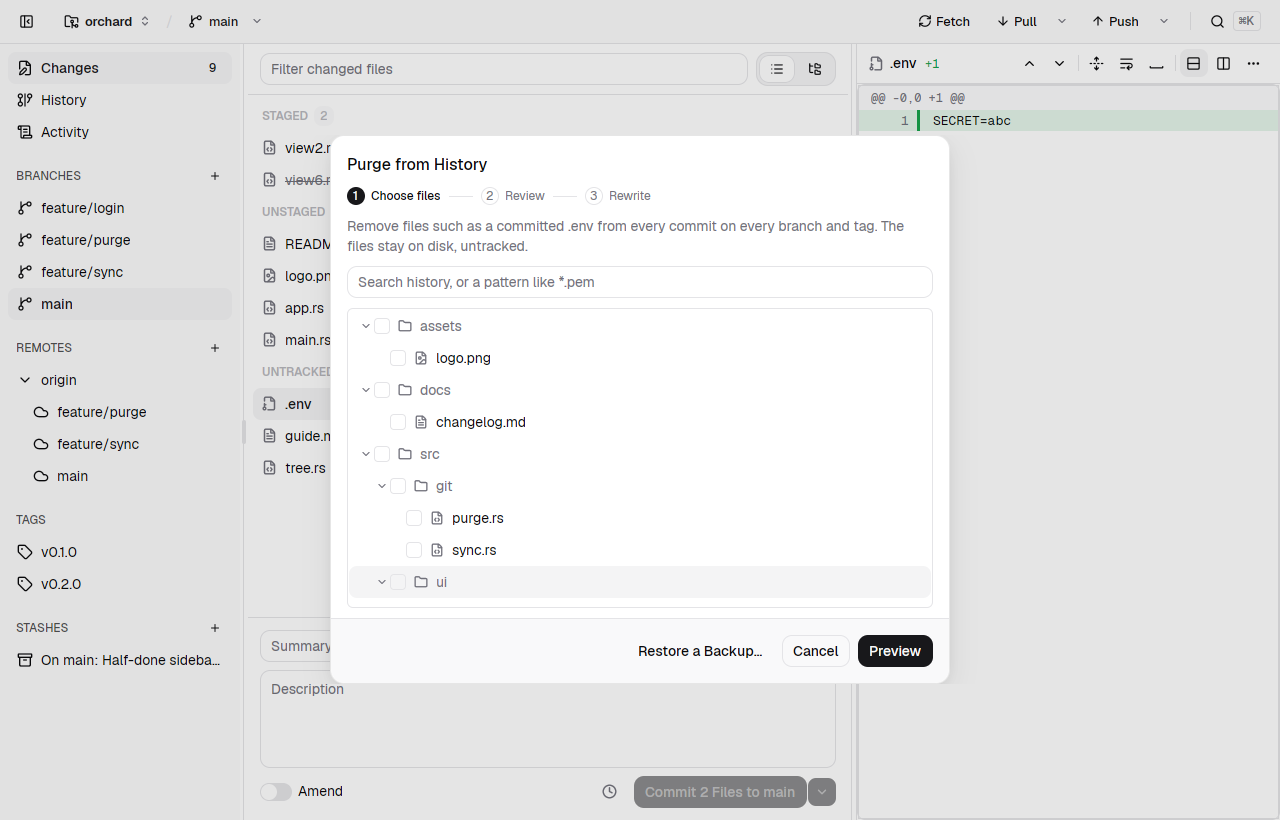 orchard
/
main
Fetch
Pull
Push
⌘K
Changes
9
History
Activity
BRANCHES
feature/login
feature/purge
feature/sync
main
REMOTES
origin
feature/purge
feature/sync
main
TAGS
v0.1.0
v0.2.0
STASHES
On main: Half-done sideba...
Filter changed files
STAGED 2
view2.r
view6.r
UNSTAGED
READM
logo.pn
app.rs
main.rs
UNTRACKED
.env
guide.m
tree.rs
Summary
Description
Amend
Commit 2 Files to main
.env +1
@@ -0,0 +1 @@
1 SECRET=abc
Purge from History
1 Choose files
2 Review
3 Rewrite
Remove files such as a committed .env from every commit on every branch and tag. The
files stay on disk, untracked.
Search history, or a pattern like *.pem
assets
logo.png
docs
changelog.md
src
git
purge.rs
sync.rs
ui
Restore a Backup...
Cancel
Preview